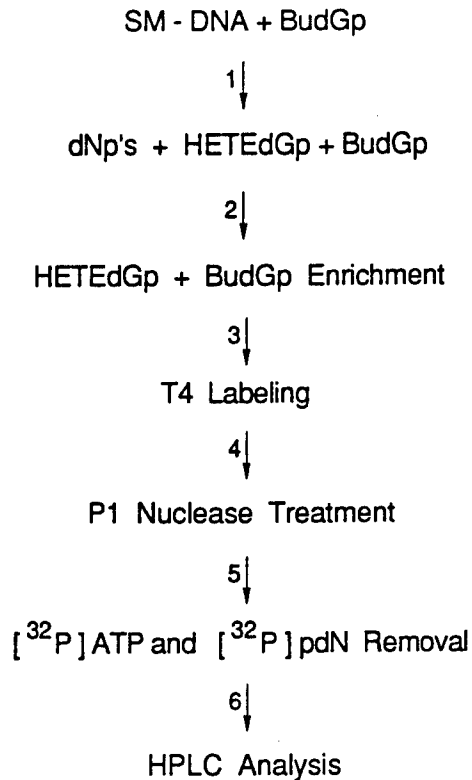 SM - DNA + BudGp
1
dNp's + HETEdGp + BudGp
2
HETEdGp + BudGp Enrichment
3
T4 Labeling
4
P1 Nuclease Treatment
5
[³²P]ATP and [³²P]pdN Removal
6
HPLC Analysis